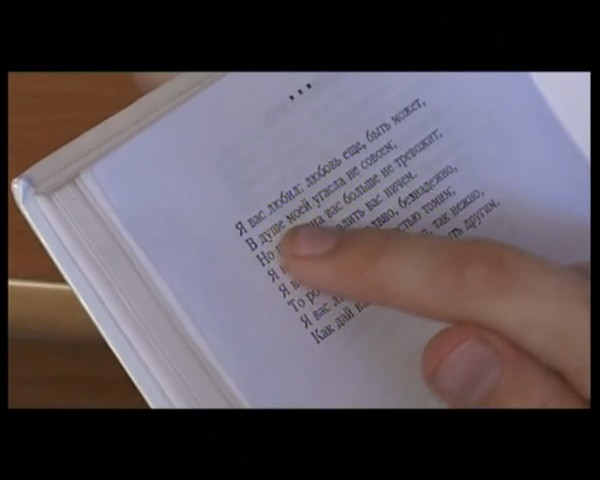 ...
Я вас любил: любовь еще, быть может,
В душе моей угасла не совсем;
Но на вас больше не тревожит;
Я вас ничем.
Я безнадежно,
То томим;
Я вас так нежно,
Как дай другим.